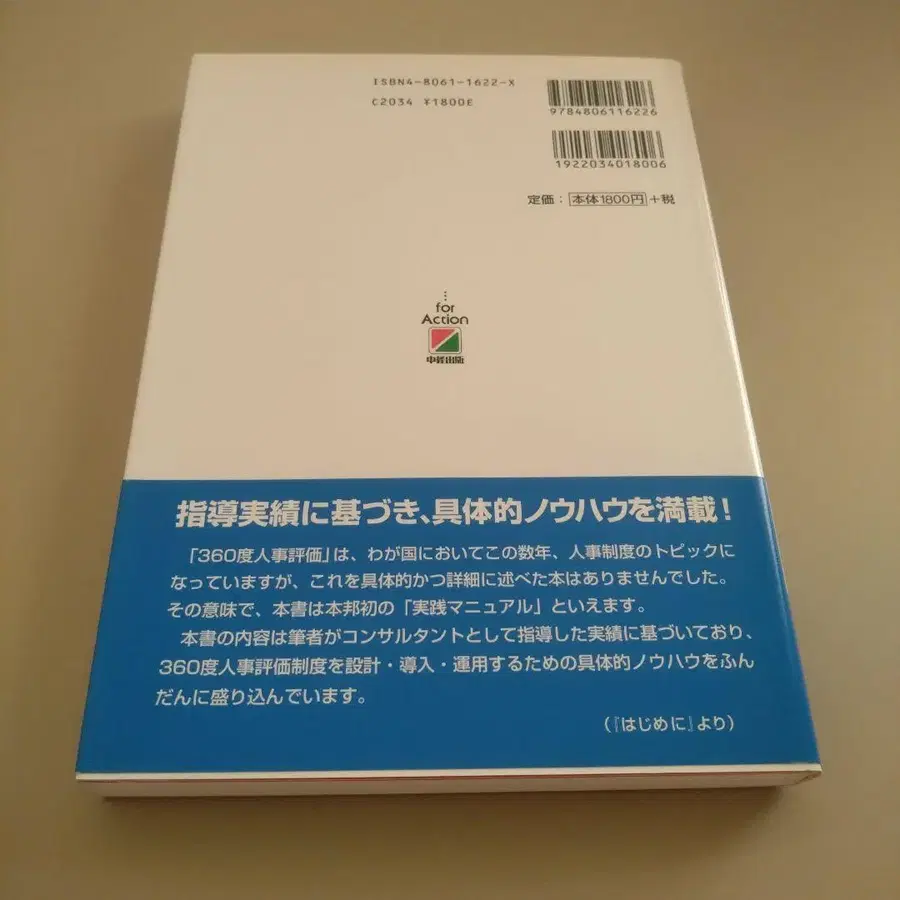 ISBN4-8061-1622-X
C2034 ¥1800E
9784806116226
1922034018006
定価：本体1800円＋税
for
Action
中経出版
指導実績に基づき、具体的ノウハウを満載！
「360度人事評価」は、わが国においてこの数年、人事制度のトピックに
なっていますが、これを具体的かつ詳細に述べた本はありませんでした。
その意味で、本書は本邦初の「実践マニュアル」といえます。
本書の内容は筆者がコンサルタントとして指導した実績に基づいており、
360度人事評価制度を設計・導入・運用するための具体的ノウハウをふん
だんに盛り込んでいます。
（『はじめに』より）